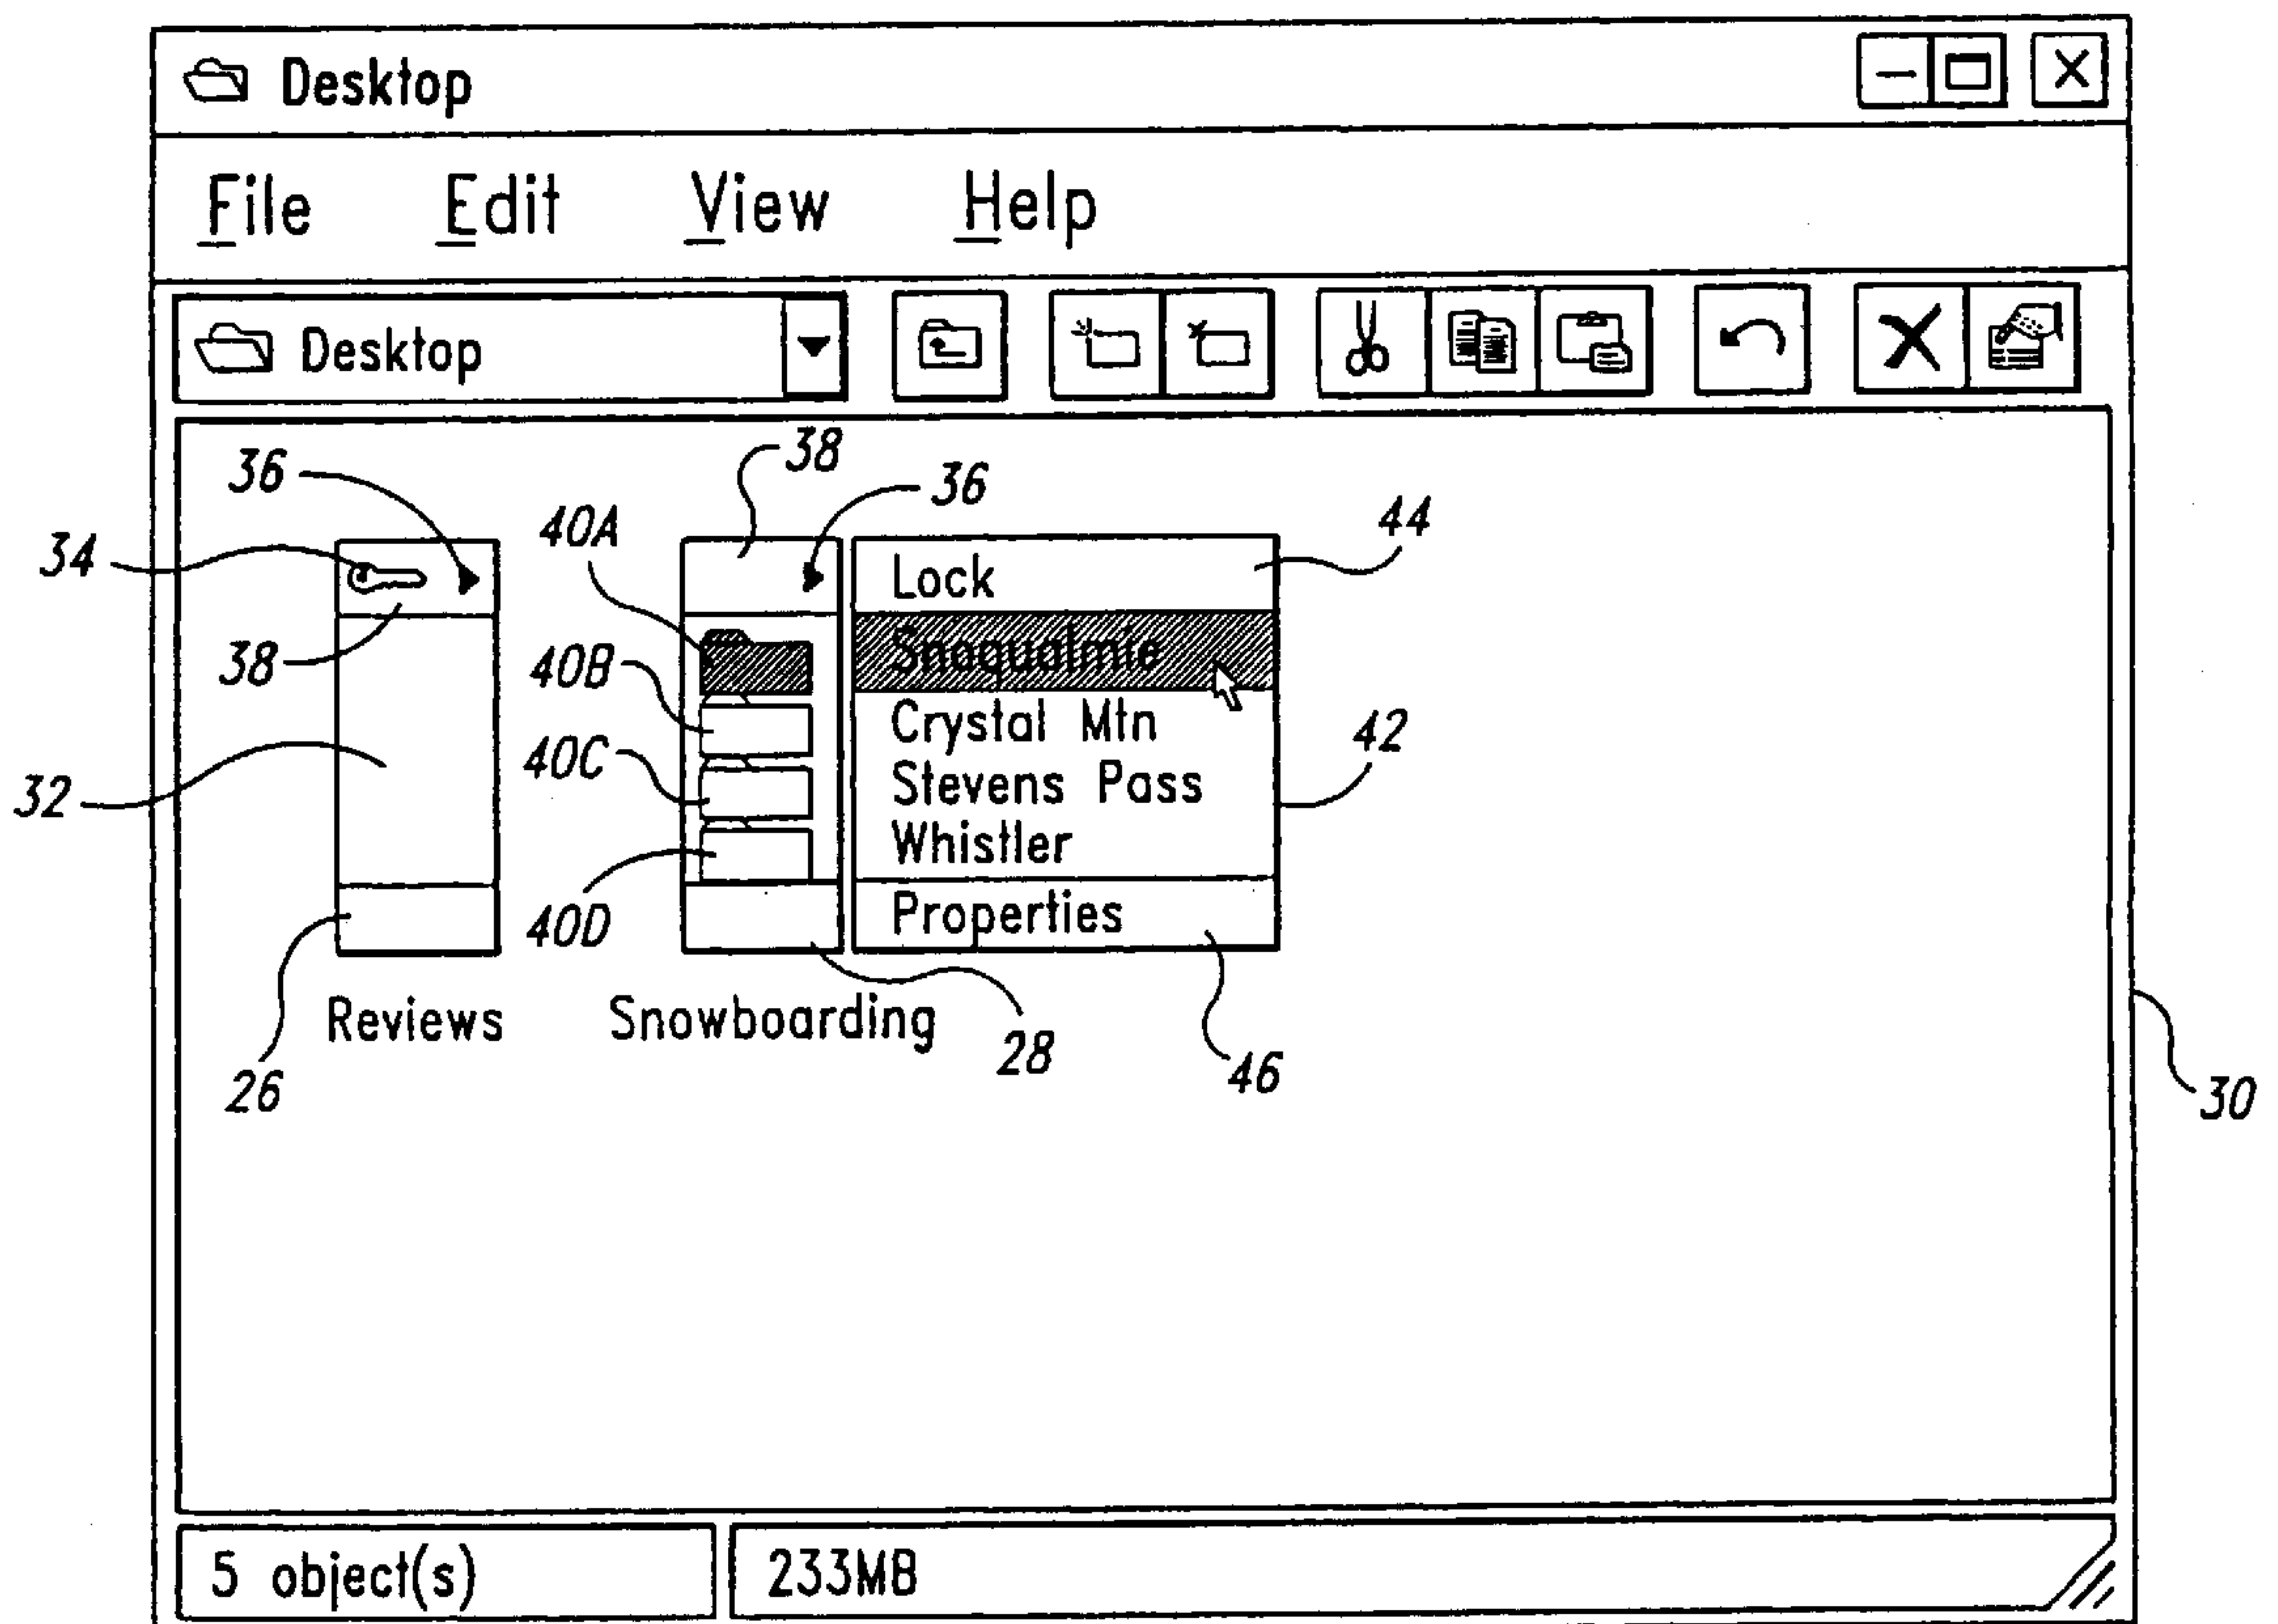 Desktop
File Edit View Help
Desktop
38
36
36
40A
44
34
Lock
40B
Snoqualmie
38
Crystal Mtn
42
40C
Stevens Pass
32
Whistler
40D
Properties
Reviews
Snowboarding
28
46
26
30
5 object(s)
233MB